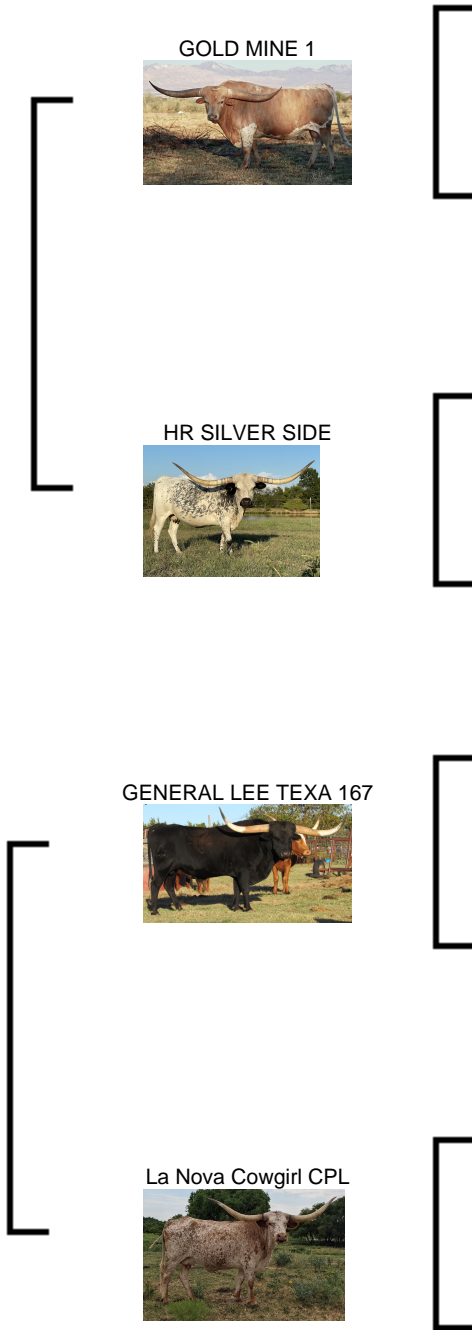 GOLD MINE 1
HR SILVER SIDE
GENERAL LEE TEXA 167
La Nova Cowgirl CPL